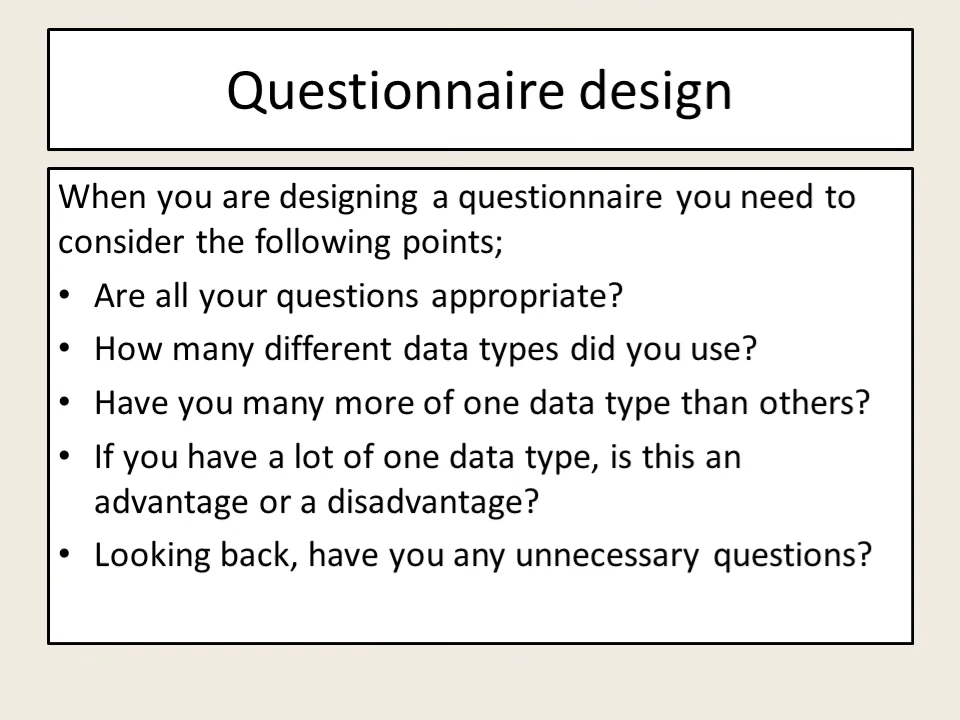 Questionnaire design
When you are designing a questionnaire you need to
consider the following points;
• Are all your questions appropriate?
• How many different data types did you use?
• Have you many more of one data type than others?
• If you have a lot of one data type, is this an
advantage or a disadvantage?
• Looking back, have you any unnecessary questions?